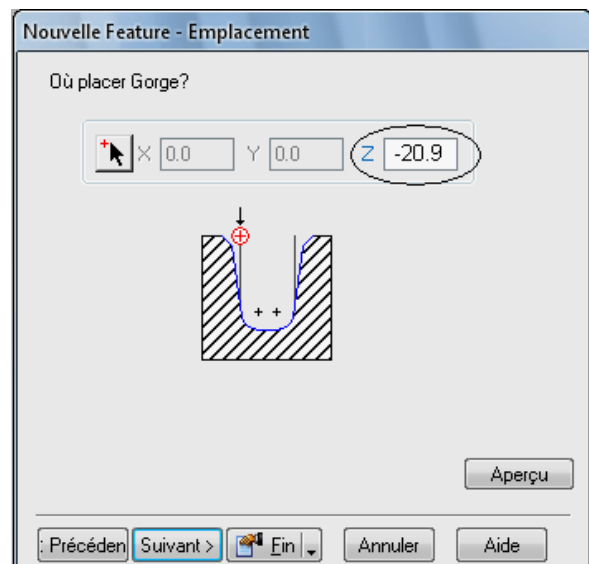 Nouvelle Feature - Emplacement
Où placer Gorge?
X 0.0 Y 0.0 Z -20.9
Aperçu
: Précéden Suivant > Fin Annuler Aide